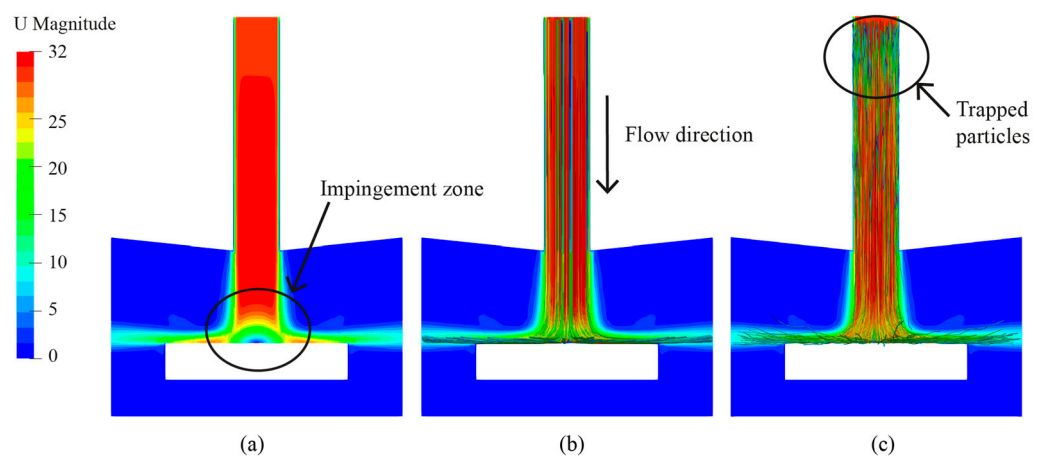 U Magnitude
32
25
20
15
10
5
0
Impingement zone
Flow direction
Trapped
particles
(a)
(b)
(c)